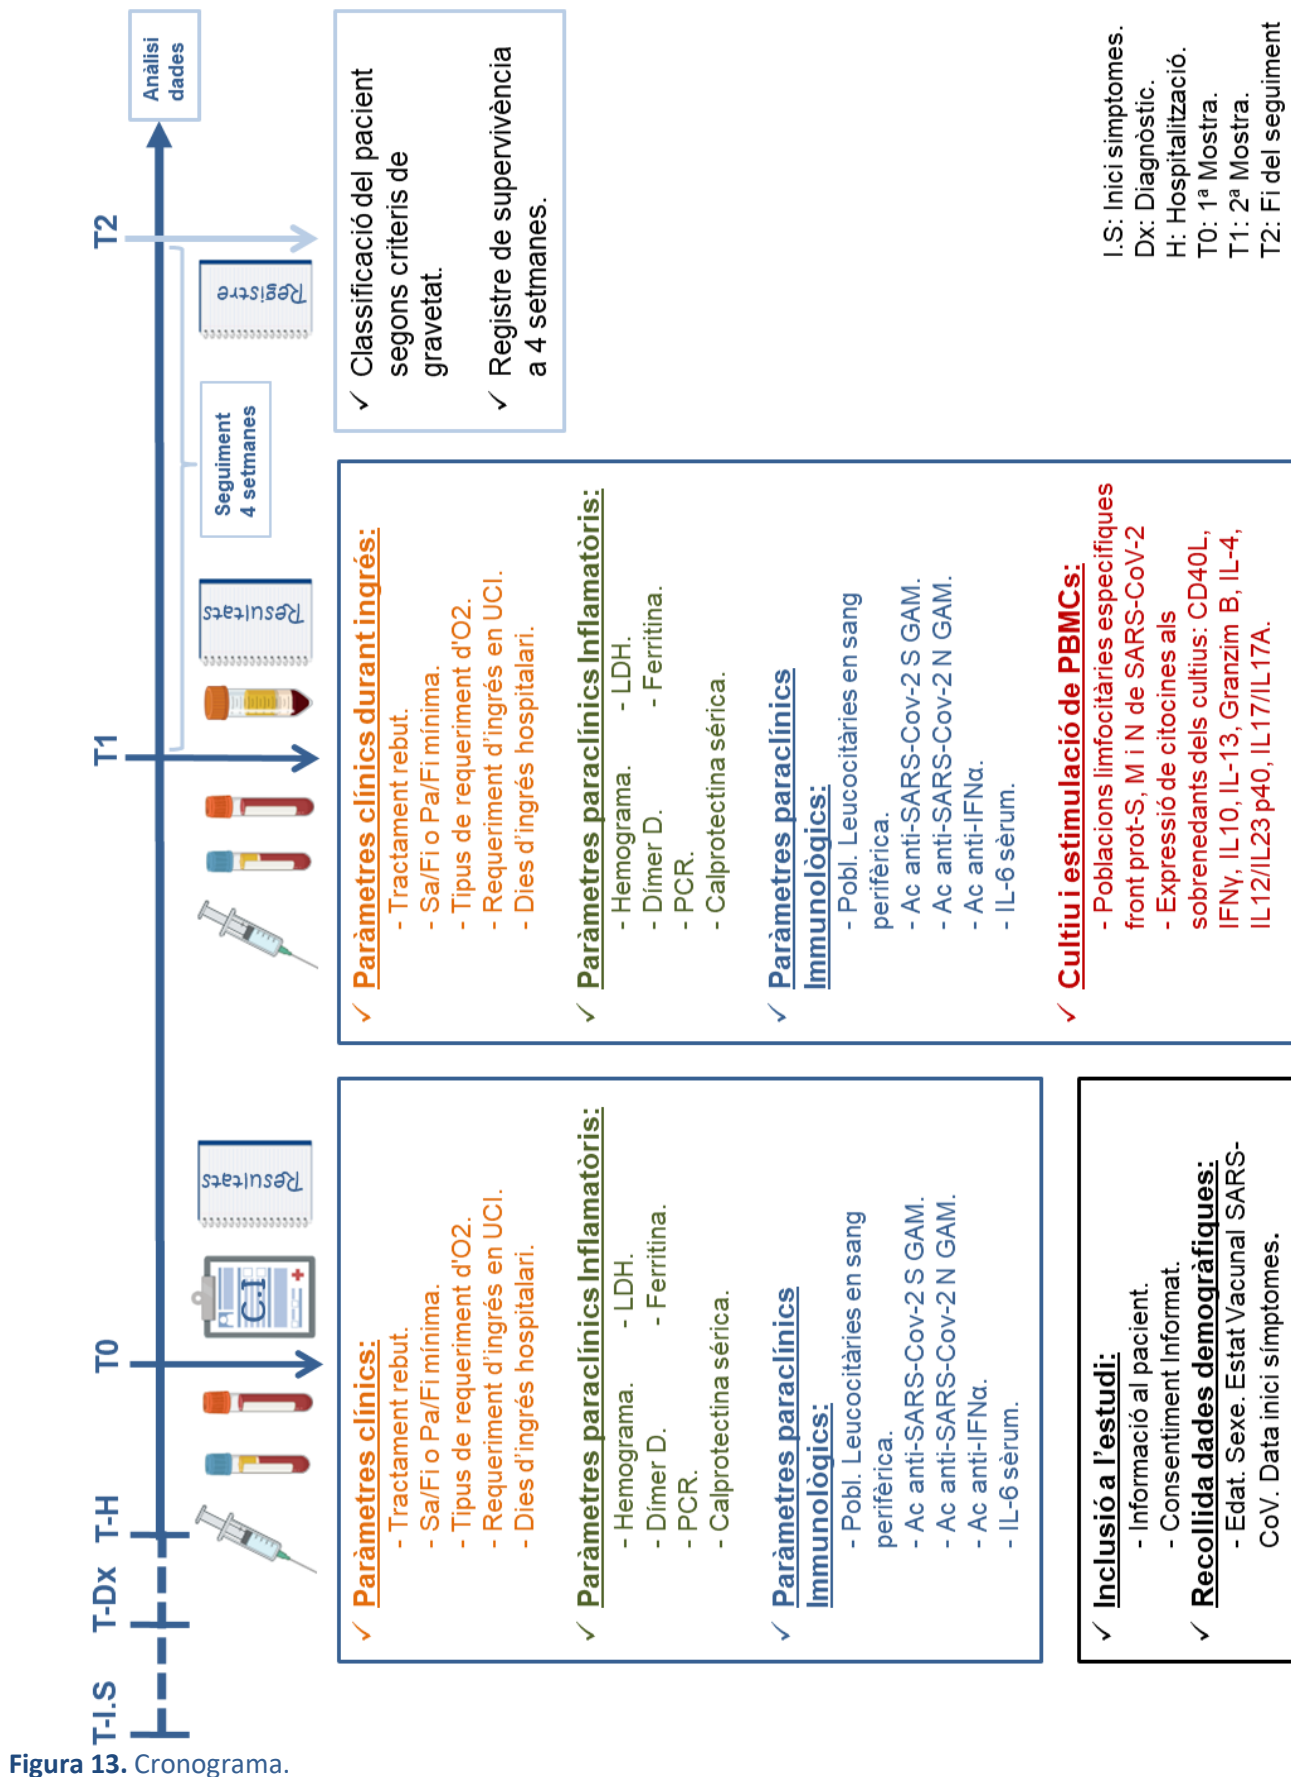 T-I.S
T-Dx
T-H
T0
T1
T2
Anàlisi
dades
C.I
Resultats
Resultats
Seguiment
4 setmanes
Registre
✓ Paràmetres clínics:
- Tractament rebut.
- Sa/Fi o Pa/Fi mínima.
- Tipus de requeriment d'O2.
- Requeriment d'ingrés en UCI.
- Dies d'ingrés hospitalari.
✓ Paràmetres paraclínics Inflamatòris:
- Hemograma. - LDH.
- Dímer D. - Ferritina.
- PCR.
- Calprotectina sérica.
✓ Paràmetres paraclínics
Immunològics:
- Pobl. Leucocitàries en sang
perifèrica.
- Ac anti-SARS-Cov-2 S GAM.
- Ac anti-SARS-Cov-2 N GAM.
- Ac anti-IFNα.
- IL-6 sèrum.
✓ Inclusió a l'estudi:
- Informació al pacient.
- Consentiment Informat.
✓ Recollida dades demogràfiques:
- Edat. Sexe. Estat Vacunal SARS-
CoV. Data inici símptomes.
✓ Paràmetres clínics durant ingrés:
- Tractament rebut.
- Sa/Fi o Pa/Fi mínima.
- Tipus de requeriment d'O2.
- Requeriment d'ingrés en UCI.
- Dies d'ingrés hospitalari.
✓ Paràmetres paraclínics Inflamatòris:
- Hemograma. - LDH.
- Dímer D. - Ferritina.
- PCR.
- Calprotectina sérica.
✓ Paràmetres paraclínics
Immunològics:
- Pobl. Leucocitàries en sang
perifèrica.
- Ac anti-SARS-Cov-2 S GAM.
- Ac anti-SARS-Cov-2 N GAM.
- Ac anti-IFNα.
- IL-6 sèrum.
✓ Cultiu i estimulació de PBMCs:
- Poblacions limfocitàries especifiques
front prot-S, M i N de SARS-CoV-2
- Expressió de citocines als
sobrenedants dels cultius: CD40L,
IFNγ, IL10, IL-13, Granzim B, IL-4,
IL12/IL23 p40, IL17/IL17A.
✓ Classificació del pacient
segons criteris de
gravetat.
✓ Registre de supervivència
a 4 setmanes.
I.S: Inici simptomes.
Dx: Diagnòstic.
H: Hospitalització.
T0: 1ª Mostra.
T1: 2ª Mostra.
T2: Fi del seguiment
Figura 13. Cronograma.